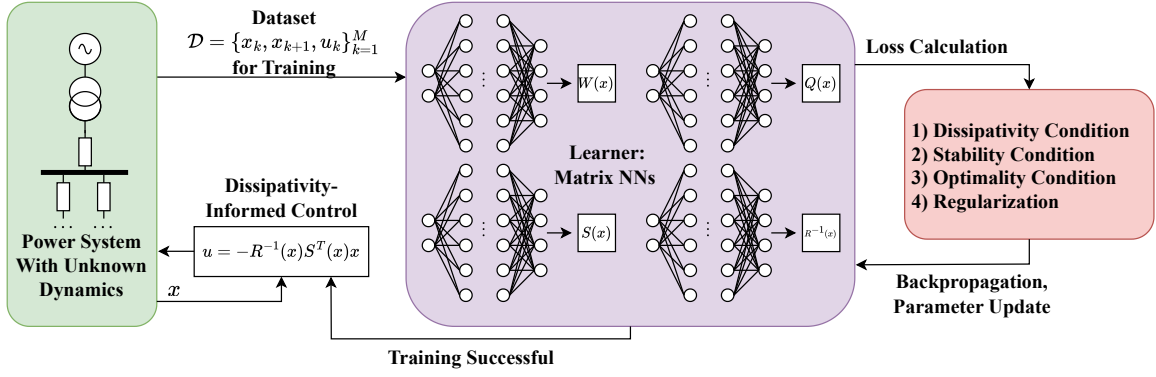 Dataset
𝒟 = {x_k, x_{k+1}, u_k}_{k=1}^M
for Training
Power System
With Unknown
Dynamics
Dissipativity-
Informed Control
u = −R^{-1}(x)S^T(x)x
x
Training Successful
W(x)
Q(x)
Learner:
Matrix NNs
S(x)
R^{-1}(x)
Loss Calculation
1) Dissipativity Condition
2) Stability Condition
3) Optimality Condition
4) Regularization
Backpropagation,
Parameter Update